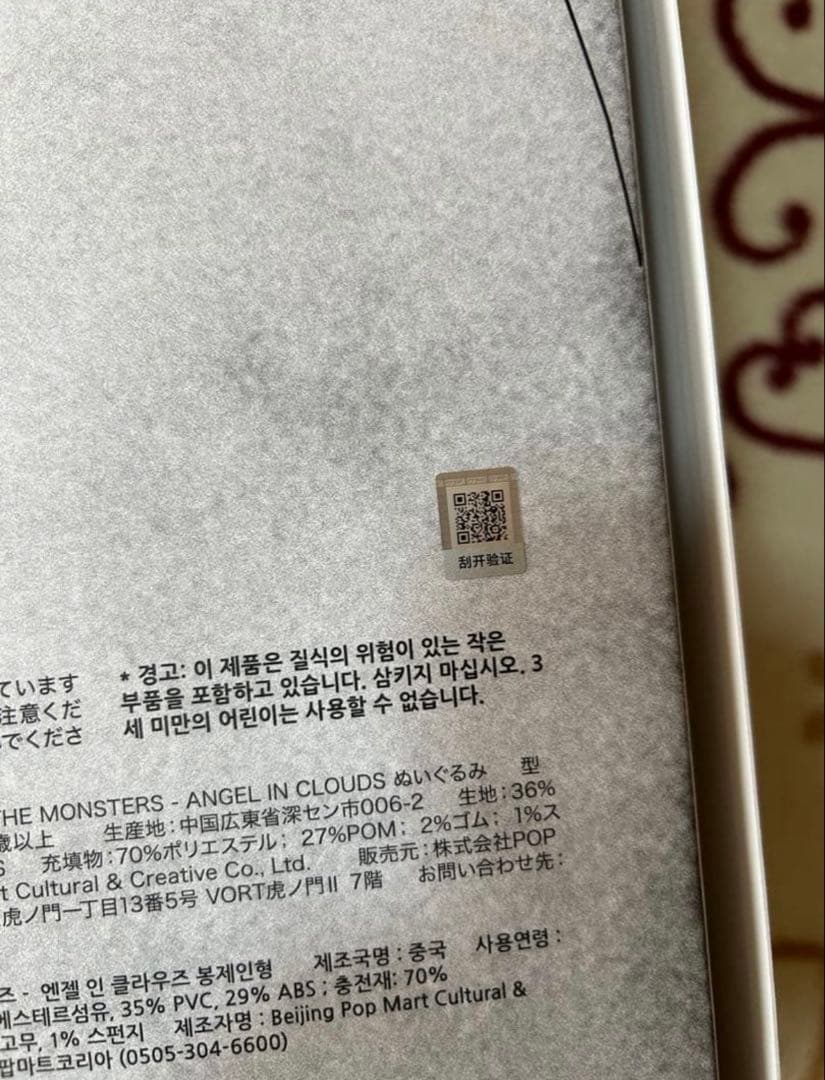 刮开验证
ています
注意くだ
でくださ
* 경고: 이 제품은 질식의 위험이 있는 작은
부품을 포함하고 있습니다. 삼키지 마십시오. 3
세 미만의 어린이는 사용할 수 없습니다.
THE MONSTERS - ANGEL IN CLOUDS ぬいぐるみ 型
歳以上 生産地:中国広東省深セン市006-2 生地:36%
S 充填物:70%ポリエステル; 27%POM; 2%ゴム; 1%ス
t Cultural & Creative Co., Ltd. 販売元:株式会社POP
虎ノ門一丁目13番5号 VORT虎ノ門II 7階 お問い合わせ先:
즈 - 엔젤 인 클라우즈 봉제인형 제조국명 : 중국 사용연령 :
에스테르섬유, 35% PVC, 29% ABS ; 충전재: 70%
고무, 1% 스펀지 제조자명 : Beijing Pop Mart Cultural &
팝마트코리아 (0505-304-6600)